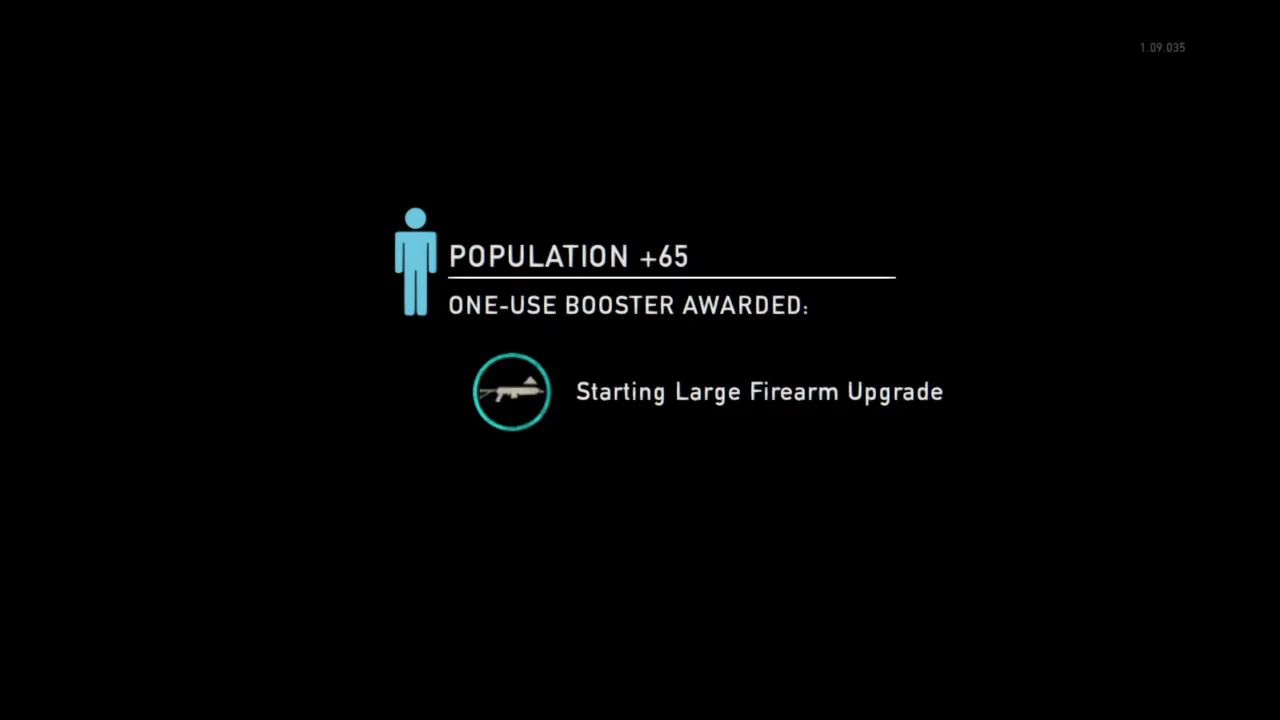 1.09.035
POPULATION +65
ONE-USE BOOSTER AWARDED:
Starting Large Firearm Upgrade